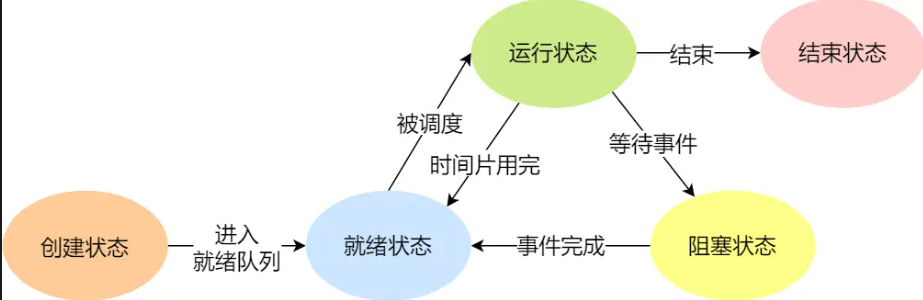 运行状态
结束
结束状态
被调度
时间片用完
等待事件
创建状态
进入
就绪队列
就绪状态
事件完成
阻塞状态